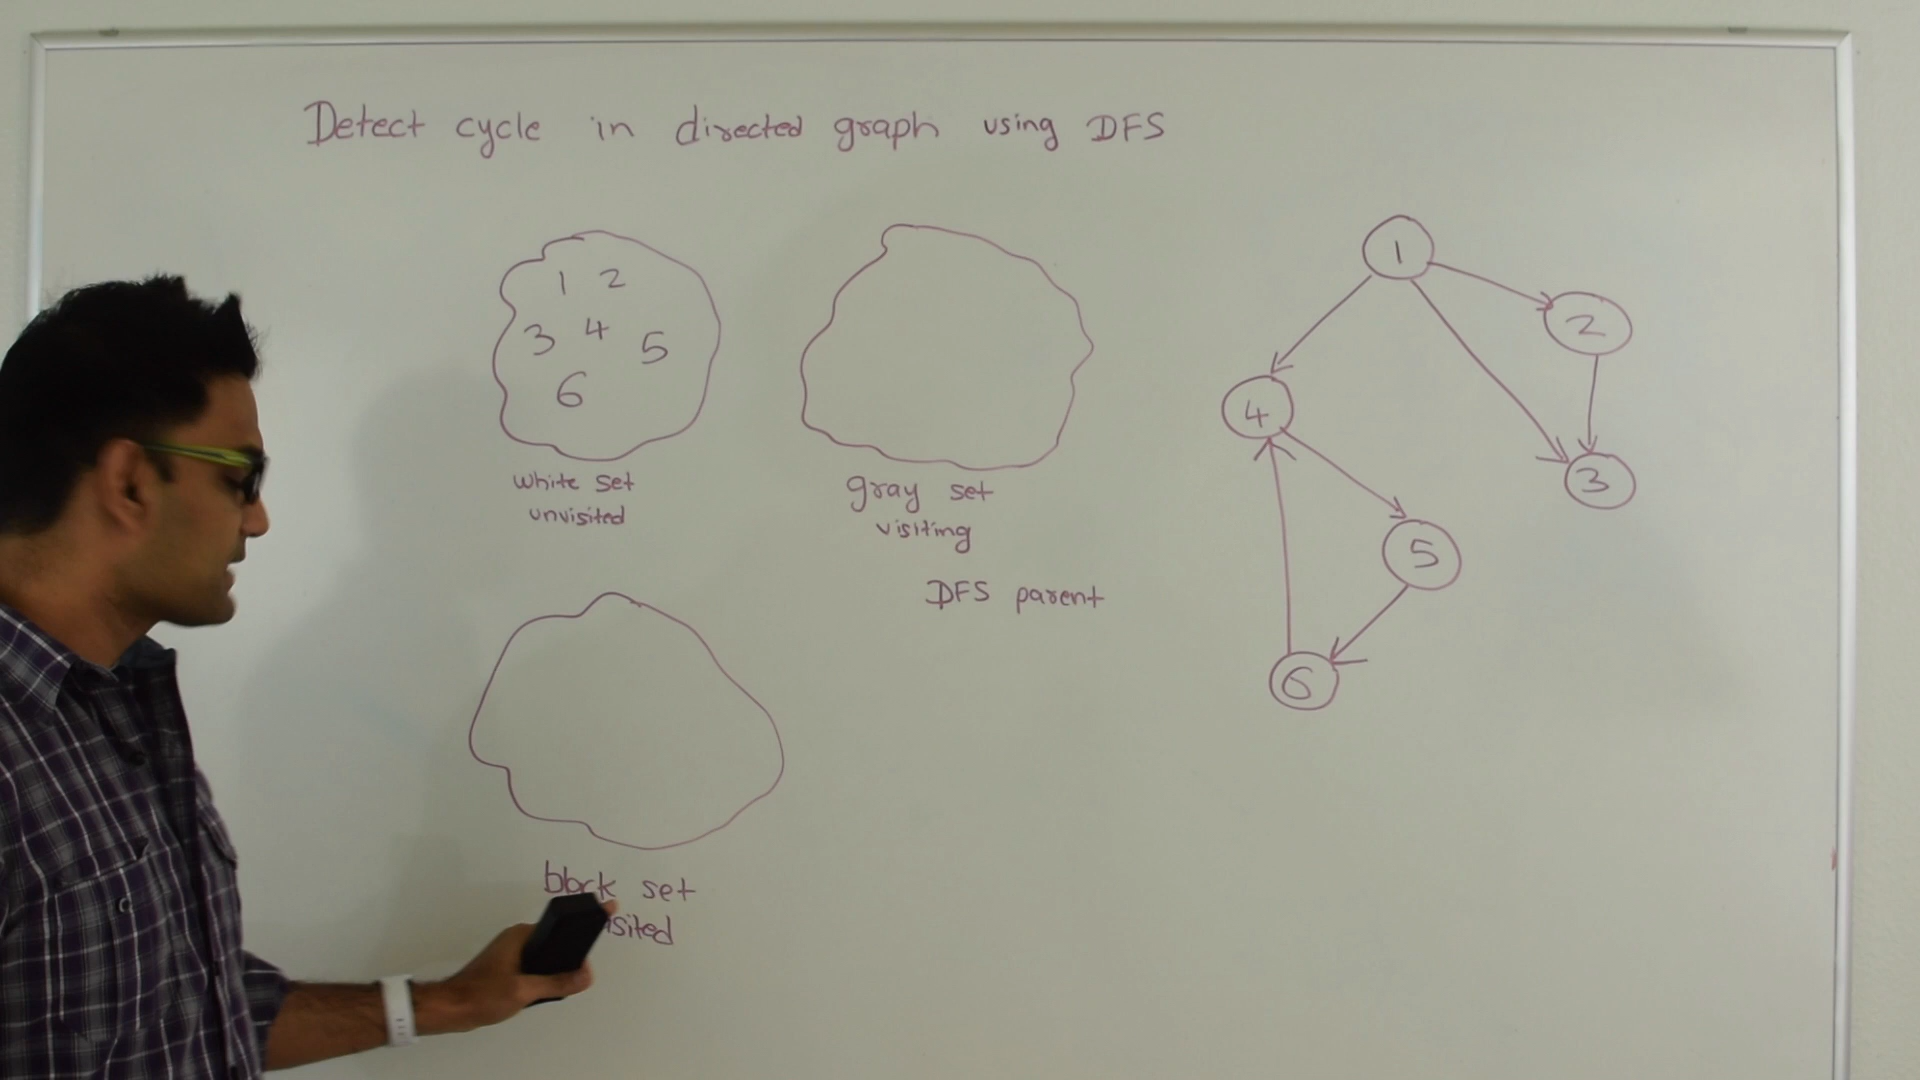 Detect cycle in directed graph using DFS
1 2
3 4 5
6
white set
unvisited
gray set
visiting
DFS parent
black set
1
2
4
3
5
6